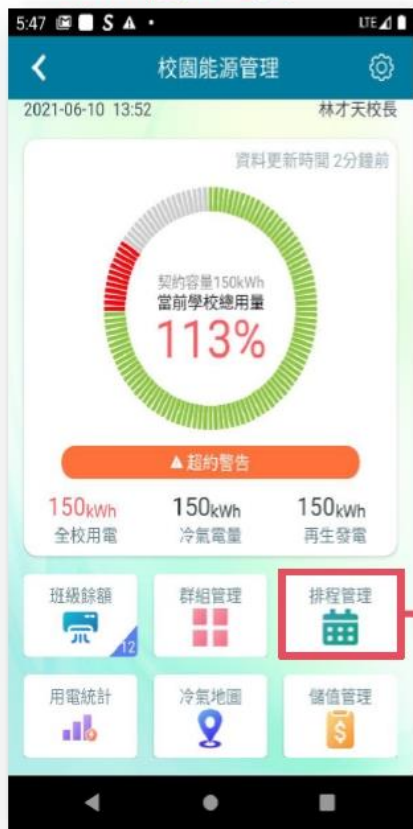 5:47 S LTE
校園能源管理
2021-06-10 13:52 林才天校長
資料更新時間 2分鐘前
契約容量150kWh
當前學校總用量
113%
超約警告
150kWh 150kWh 150kWh
全校用電 冷氣電量 再生發電
班級餘額 群組管理 排程管理
12
用電統計 冷氣地圖 儲值管理
$